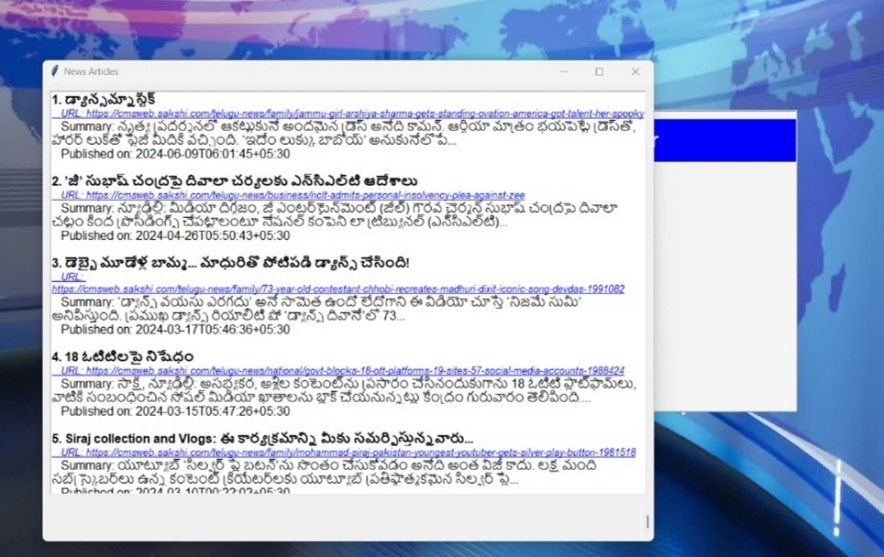 News Articles
1. డ్యాన్సమ్నాస్టిక్
URL: https://cmsweb.sakshi.com/telugu-news/family/jammu-girl-arshiya-sharma-gets-standing-ovation-america-got-talent-her-spooky
Summary: నృత్య ప్రదర్శనలో ఆకట్టుకునే అందమైన డ్రెస్ అనేది కామన్. ఆర్షియా మాత్రం భయపెట్టే డ్రెస్‌తో,
హారర్ లుక్‌తో స్టేజీ మీదికి వచ్చింది. 'ఇదేం లుక్కు బాబోయ్' అనుకునేలోపే...
Published on: 2024-06-09T06:01:45+05:30
2. 'జీ' సుభాష్ చంద్రపై దివాలా చర్యలకు ఎన్‌సీఎల్‌టీ ఆదేశాలు
URL: https://cmsweb.sakshi.com/telugu-news/business/nclt-admits-personal-insolvency-plea-against-zee
Summary: న్యూఢిల్లీ: మీడియా దిగ్గజం, జీ ఎంటర్‌టైన్‌మెంట్ (జీల్) గౌరవ చైర్మన్ సుభాష్ చంద్రపై దివాలా
చట్టం కింద ప్రొసీడింగ్స్ చేపట్టాలంటూ నేషనల్ కంపెనీ లా ట్రిబ్యునల్ (ఎన్‌సీఎల్‌టీ)...
Published on: 2024-04-26T05:50:43+05:30
3. డెబ్బై మూడేళ్ల బామ్మ... మాధురితో పోటీపడి డ్యాన్స్ చేసింది!
URL:
https://cmsweb.sakshi.com/telugu-news/family/73-year-old-contestant-chhobi-recreates-madhuri-dixit-iconic-song-devdas-1991082
Summary: 'డ్యాన్స్ వయసు ఎరగదు' అనే సామెత ఉందో లేదోగాని ఈ వీడియో చూస్తే 'నిజమే సుమీ'
అనిపిస్తుంది. ప్రముఖ డ్యాన్స్ రియాలిటీ షో 'డ్యాన్స్ దీవానే'లో 73...
Published on: 2024-03-17T05:46:36+05:30
4. 18 ఓటీటీలపై నిషేధం
URL: https://cmsweb.sakshi.com/telugu-news/national/govt-blocks-18-ott-platforms-19-sites-57-social-media-accounts-1988424
Summary: సాక్షి, న్యూఢిల్లీ: అసభ్యకర, అశ్లీల కంటెంట్‌ను ప్రసారం చేసినందుకుగాను 18 ఓటీటీ ప్లాట్‌ఫామ్‌లు,
వాటికి సంబంధించిన సోషల్ మీడియా ఖాతాలను బ్లాక్ చేయనున్నట్లు కేంద్రం గురువారం తెలిపింది....
Published on: 2024-03-15T05:47:26+05:30
5. Siraj collection and Vlogs: ఈ కార్యక్రమాన్ని మీకు సమర్పిస్తున్నవారు...
URL: https://cmsweb.sakshi.com/telugu-news/family/mohammad-siraj-pakistan-youngest-youtuber-gets-silver-play-button-1981518
Summary: యూట్యూబ్ 'సిల్వర్ ప్లే బటన్'ను సొంతం చేసుకోవడం అనేది అంత వీజీ కాదు. లక్ష మంది
సబ్‌స్క్రైబర్‌లు ఉన్న కంటెంట్ క్రియేటర్‌లకు యూట్యూబ్ ప్రతిష్ఠాత్మకమైన సిల్వర్ ప్లే...
Published on: 2024-03-10T00:22:02+05:30